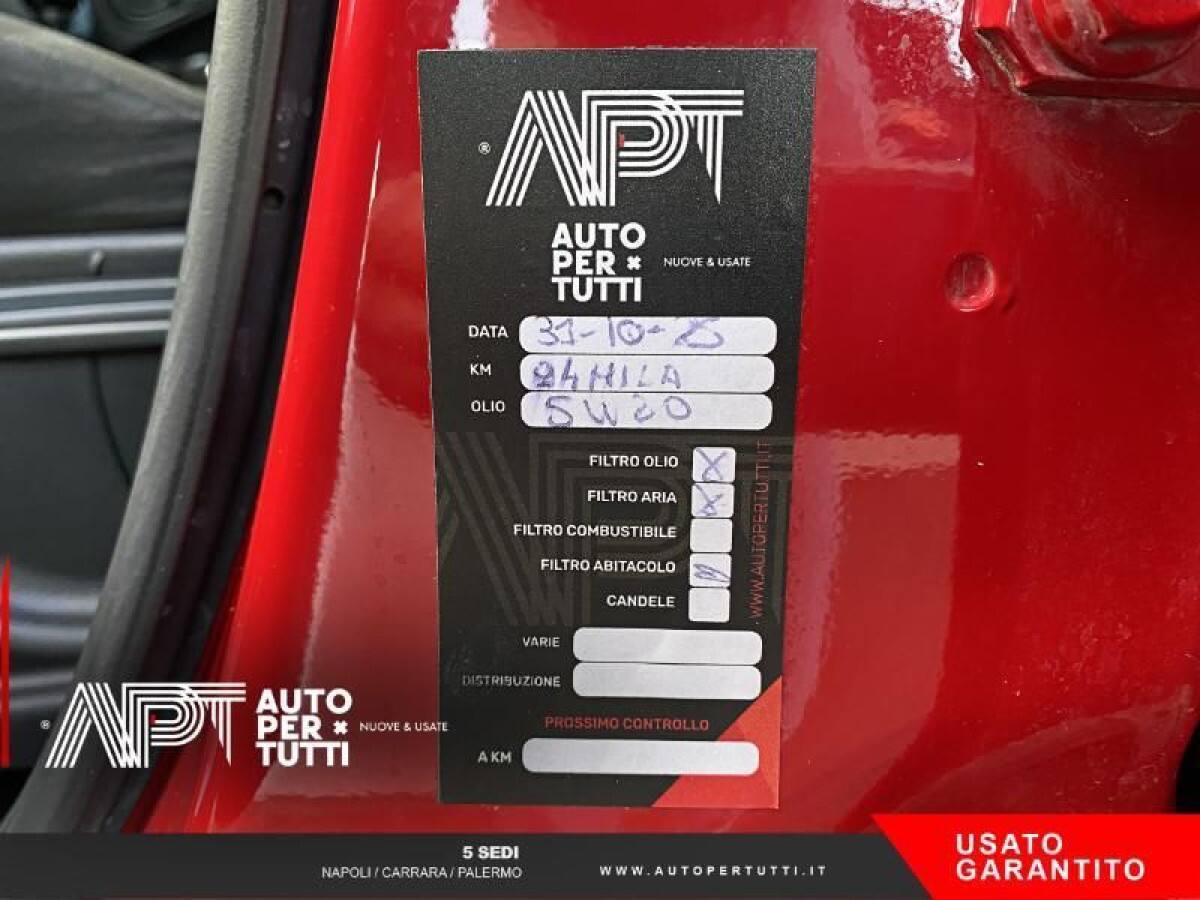 ® APT
AUTO
PER
TUTTI
NUOVE & USATE
DATA 31-10-25
KM 84 MILA
OLIO 5W20
FILTRO OLIO X
FILTRO ARIA X
FILTRO COMBUSTIBILE
FILTRO ABITACOLO
CANDELE
WWW.AUTOPERTUTTI.IT
VARIE
DISTRIBUZIONE
PROSSIMO CONTROLLO
A KM
® APT
AUTO
PER
TUTTI
NUOVE & USATE
5 SEDI
NAPOLI / CARRARA / PALERMO
WWW.AUTOPERTUTTI.IT
USATO
GARANTITO